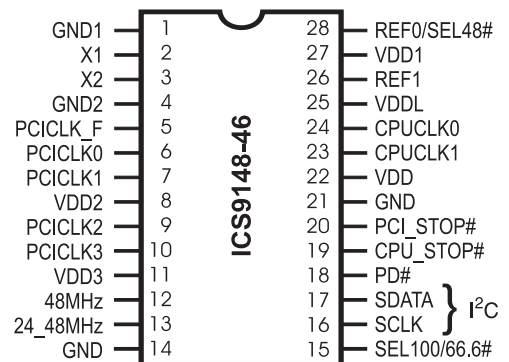 GND1 1 28 REF0/SEL48#
X1 2 27 VDD1
X2 3 26 REF1
GND2 4 25 VDDL
PCICLK_F 5 24 CPUCLK0
PCICLK0 6 23 CPUCLK1
PCICLK1 7 22 VDD
VDD2 8 21 GND
PCICLK2 9 20 PCI_STOP#
PCICLK3 10 19 CPU_STOP#
VDD3 11 18 PD#
48MHz 12 17 SDATA
24_48MHz 13 16 SCLK
GND 14 15 SEL100/66.6#
I²C
ICS9148-46